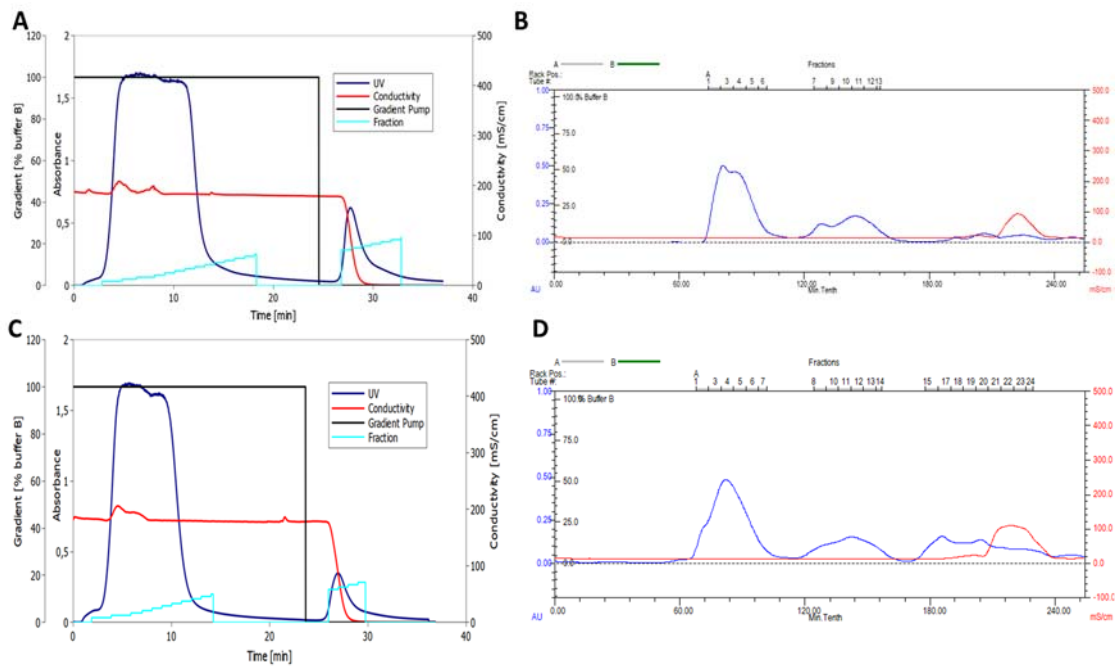 A
Gradient [% buffer B]
120
100
80
60
40
20
0
Absorbance
2
1,5
1
0,5
0
Conductivity [mS/cm]
500
400
300
200
100
0
UV
Conductivity
Gradient Pump
Fraction
0 10 20 30 40
Time [min]
B
A B
Fractions
Rack Pos.: A
Tube #: 1 3 4 5 6 7 9 10 11 12 13
1.00 100.0% Buffer B 500.0
0.75 75.0 400.0
300.0
0.50 50.0 200.0
0.25 25.0 100.0
0.00 0.0 0.00
-100.0
AU 0.00 60.00 120.00 180.00 240.00 mS/cm
Min.Tenth
C
Gradient [% buffer B]
120
100
80
60
40
20
0
Absorbance
2
1,5
1
0,5
0
Conductivity [mS/cm]
500
400
300
200
100
0
UV
Conductivity
Gradient Pump
Fraction
0 10 20 30 40
Time [min]
D
A B
Fractions
Rack Pos.: A
Tube #: 1 3 4 5 6 7 8 10 11 12 13 14 15 17 18 19 20 21 22 23 24
1.00 100.0% Buffer B 500.0
0.75 75.0 400.0
300.0
0.50 50.0 200.0
0.25 25.0 100.0
0.00 0.0 0.00
-100.0
AU 0.00 60.00 120.00 180.00 240.00 mS/cm
Min.Tenth